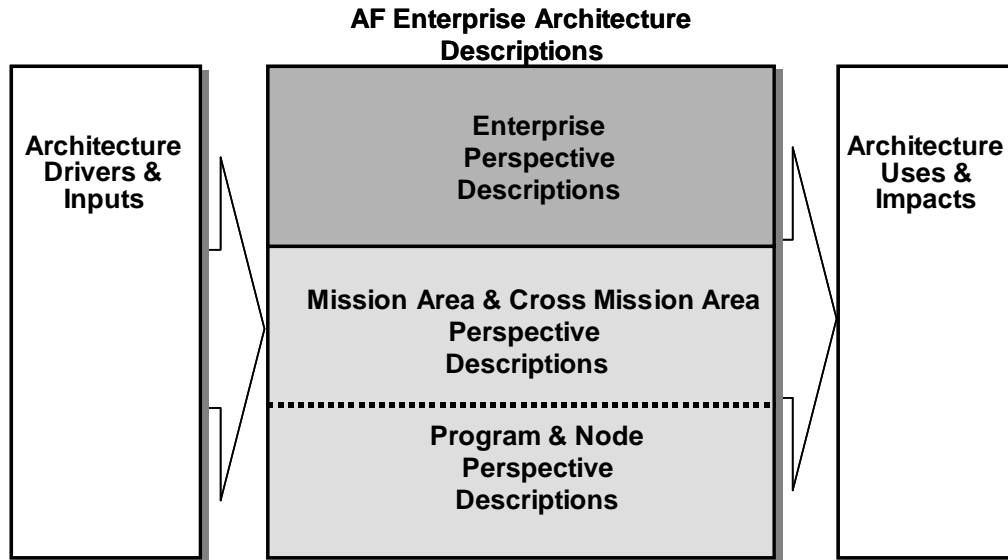 AF Enterprise Architecture
Descriptions
Architecture
Drivers &
Inputs
Enterprise
Perspective
Descriptions
Mission Area & Cross Mission Area
Perspective
Descriptions
Program & Node
Perspective
Descriptions
Architecture
Uses &
Impacts